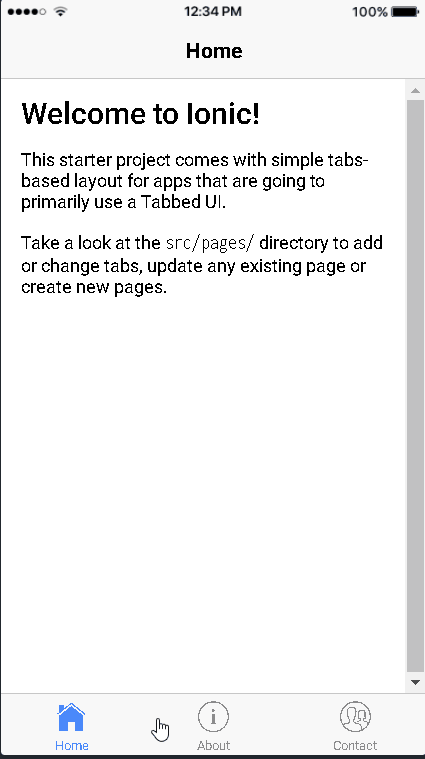 12:34 PM 100%
Home
Welcome to Ionic!
This starter project comes with simple tabs-
based layout for apps that are going to
primarily use a Tabbed UI.
Take a look at the src/pages/ directory to add
or change tabs, update any existing page or
create new pages.
Home About Contact